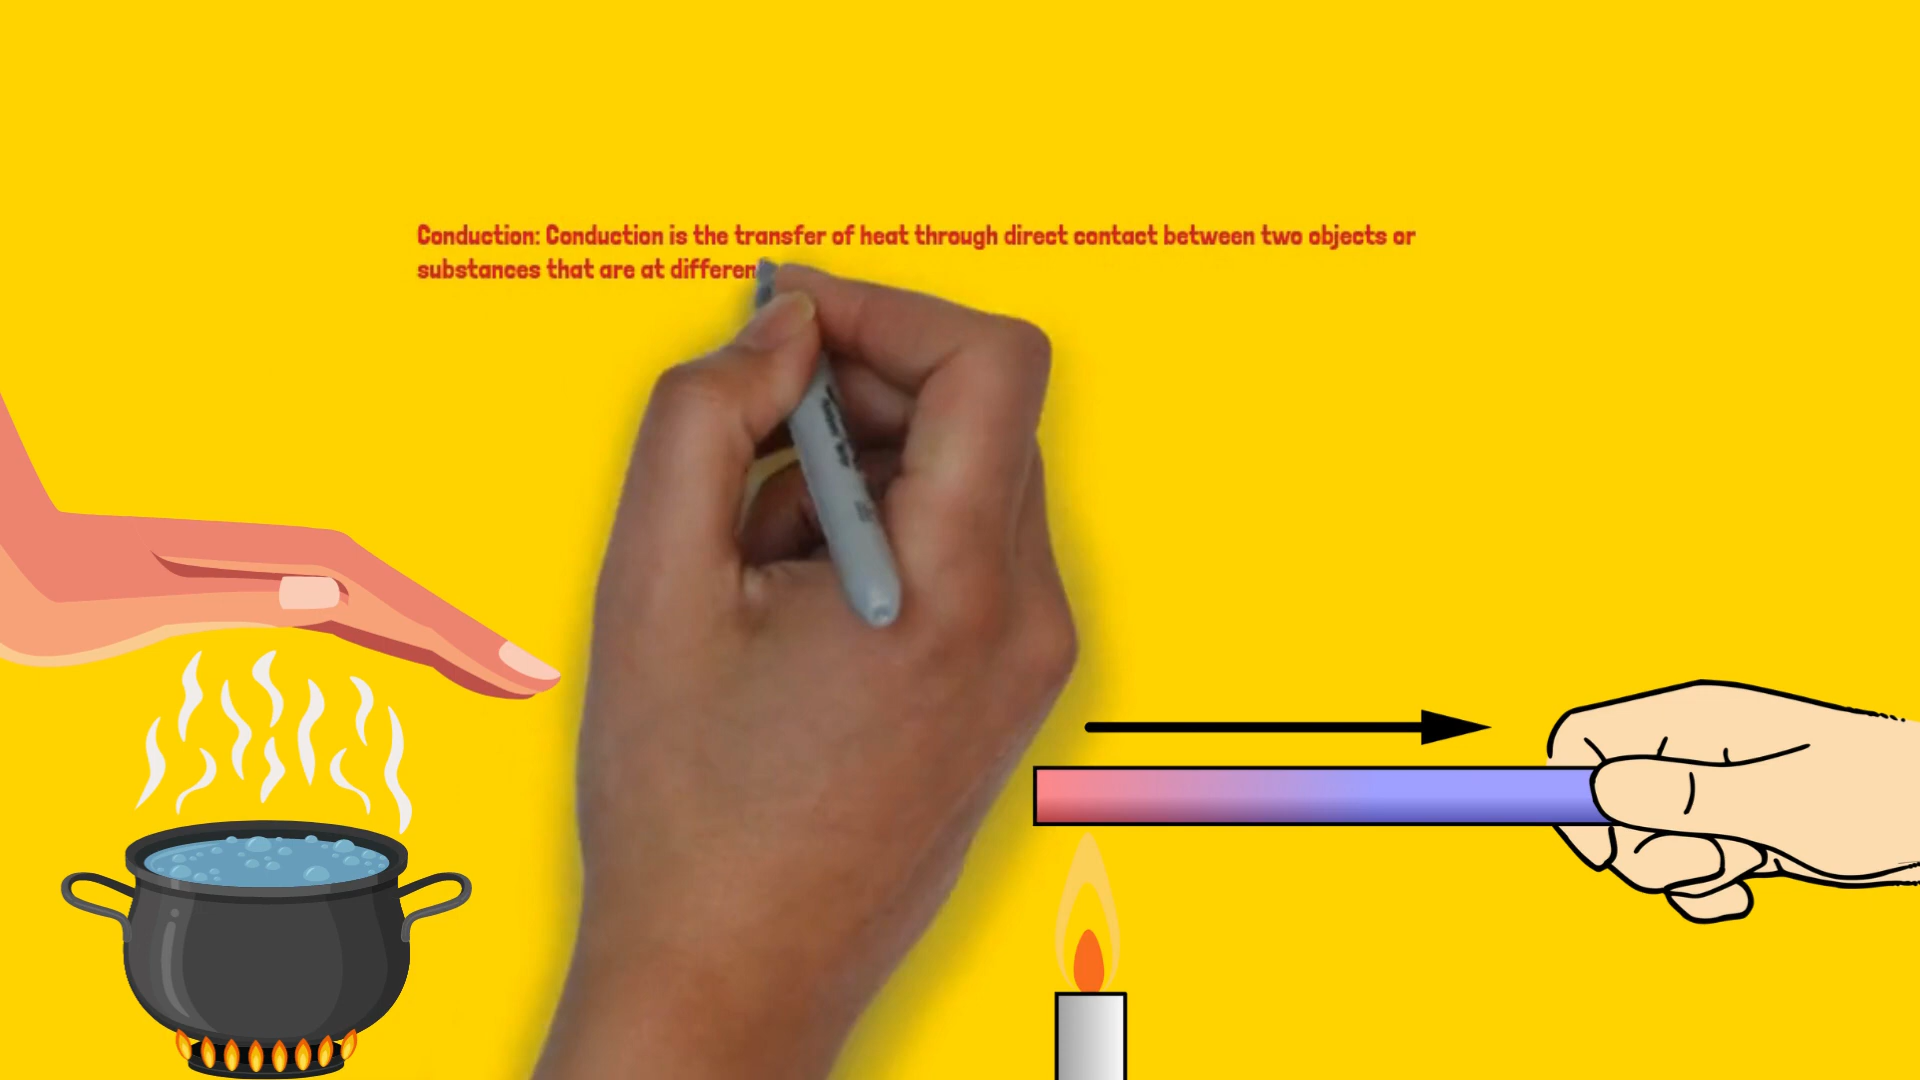 Conduction: Conduction is the transfer of heat through direct contact between two objects or
substances that are at differen